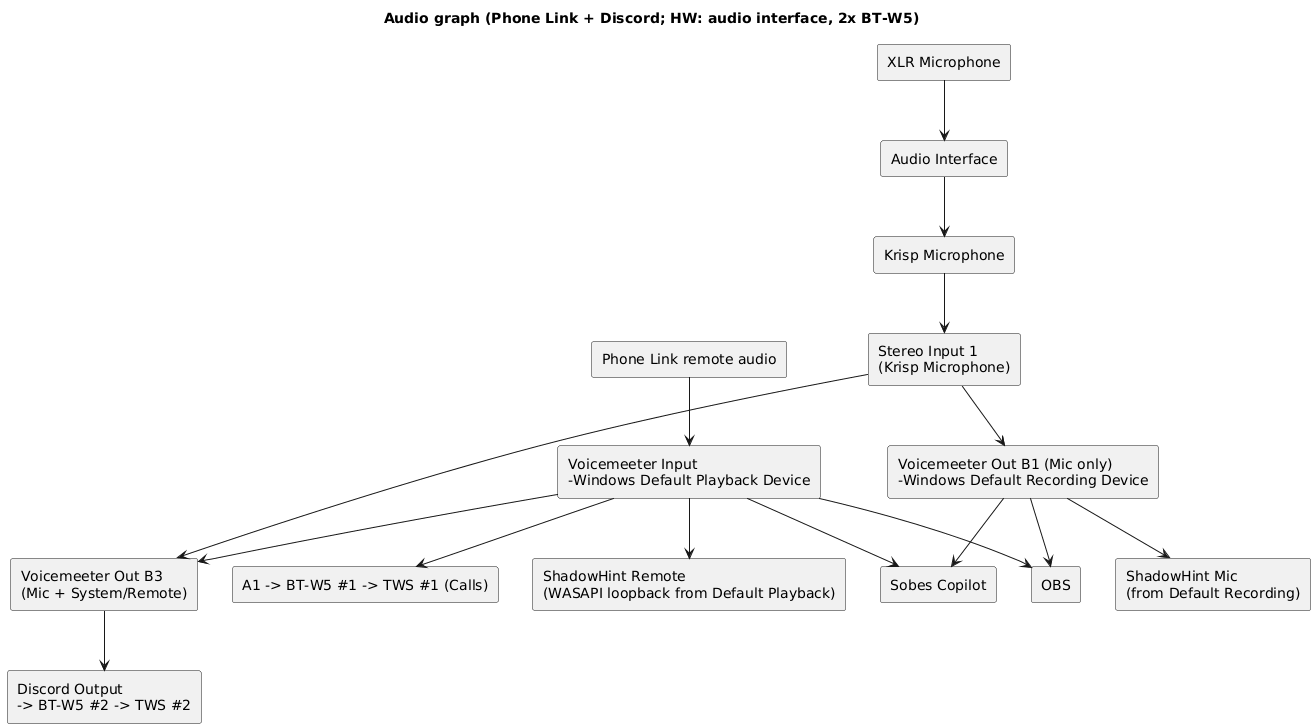 Audio graph (Phone Link + Discord; HW: audio interface, 2x BT-W5)
XLR Microphone
Audio Interface
Krisp Microphone
Stereo Input 1
(Krisp Microphone)
Phone Link remote audio
Voicemeeter Input
-Windows Default Playback Device
Voicemeeter Out B1 (Mic only)
-Windows Default Recording Device
Voicemeeter Out B3
(Mic + System/Remote)
A1 -> BT-W5 #1 -> TWS #1 (Calls)
ShadowHint Remote
(WASAPI loopback from Default Playback)
Sobes Copilot
OBS
ShadowHint Mic
(from Default Recording)
Discord Output
-> BT-W5 #2 -> TWS #2